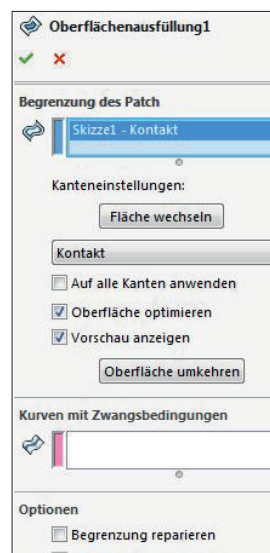 Oberflächenausfüllung1
Begrenzung des Patch
Skizze1 - Kontakt
Kanteneinstellungen:
Fläche wechseln
Kontakt
Auf alle Kanten anwenden
Oberfläche optimieren
Vorschau anzeigen
Oberfläche umkehren
Kurven mit Zwangsbedingungen
Optionen
Begrenzung reparieren